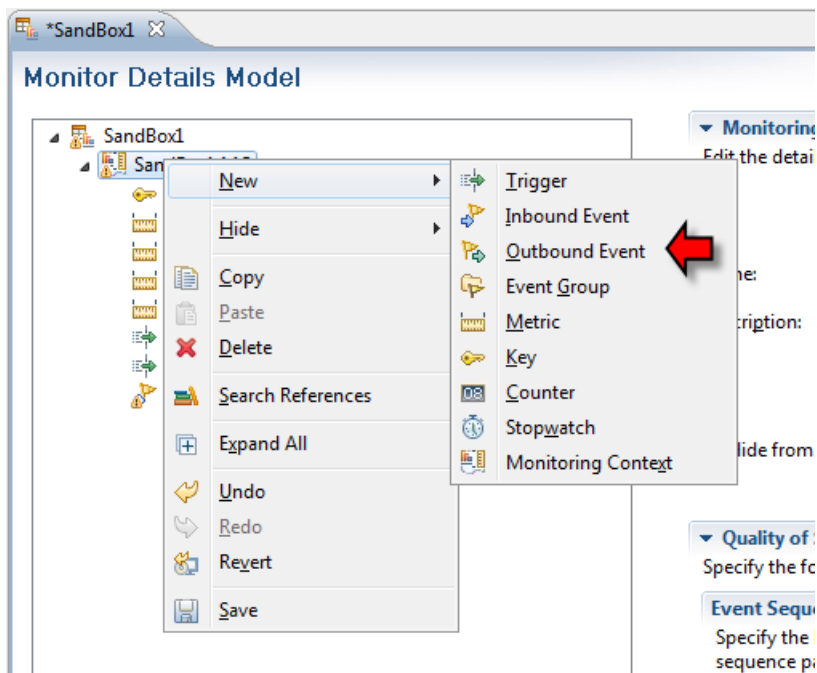 *SandBox1
Monitor Details Model
SandBox1
San
New
Hide
Copy
Paste
Delete
Search References
Expand All
Undo
Redo
Revert
Save
Trigger
Inbound Event
Outbound Event
Event Group
Metric
Key
Counter
Stopwatch
Monitoring Context
Monitoring
Edit the detai
ne:
cription:
lide from
Quality of
Specify the fo
Event Sequ
Specify the
sequence pa